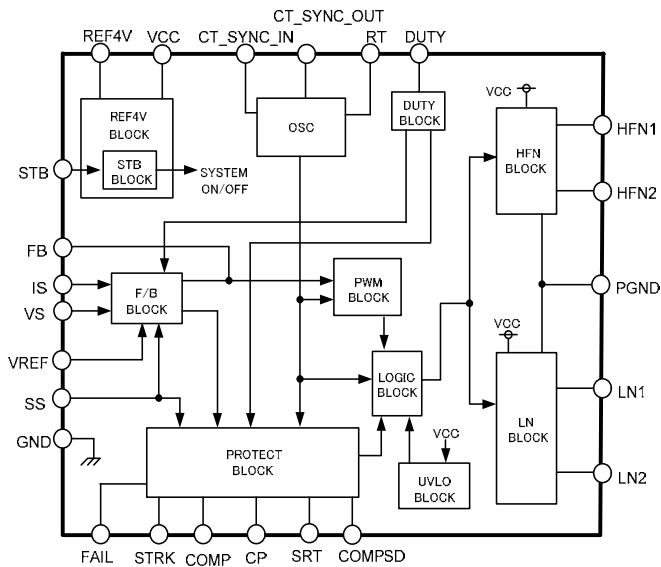 CT_SYNC_OUT
REF4V
VCC
CT_SYNC_IN
RT
DUTY
REF4V
BLOCK
STB
BLOCK
SYSTEM
ON/OFF
OSC
DUTY
BLOCK
VCC
HFN
BLOCK
HFN1
HFN2
STB
FB
IS
VS
VREF
SS
GND
F/B
BLOCK
PWM
BLOCK
LOGIC
BLOCK
PGND
VCC
LN
BLOCK
LN1
LN2
PROTECT
BLOCK
VCC
UVLO
BLOCK
FAIL
STRK
COMP
CP
SRT
COMPSD